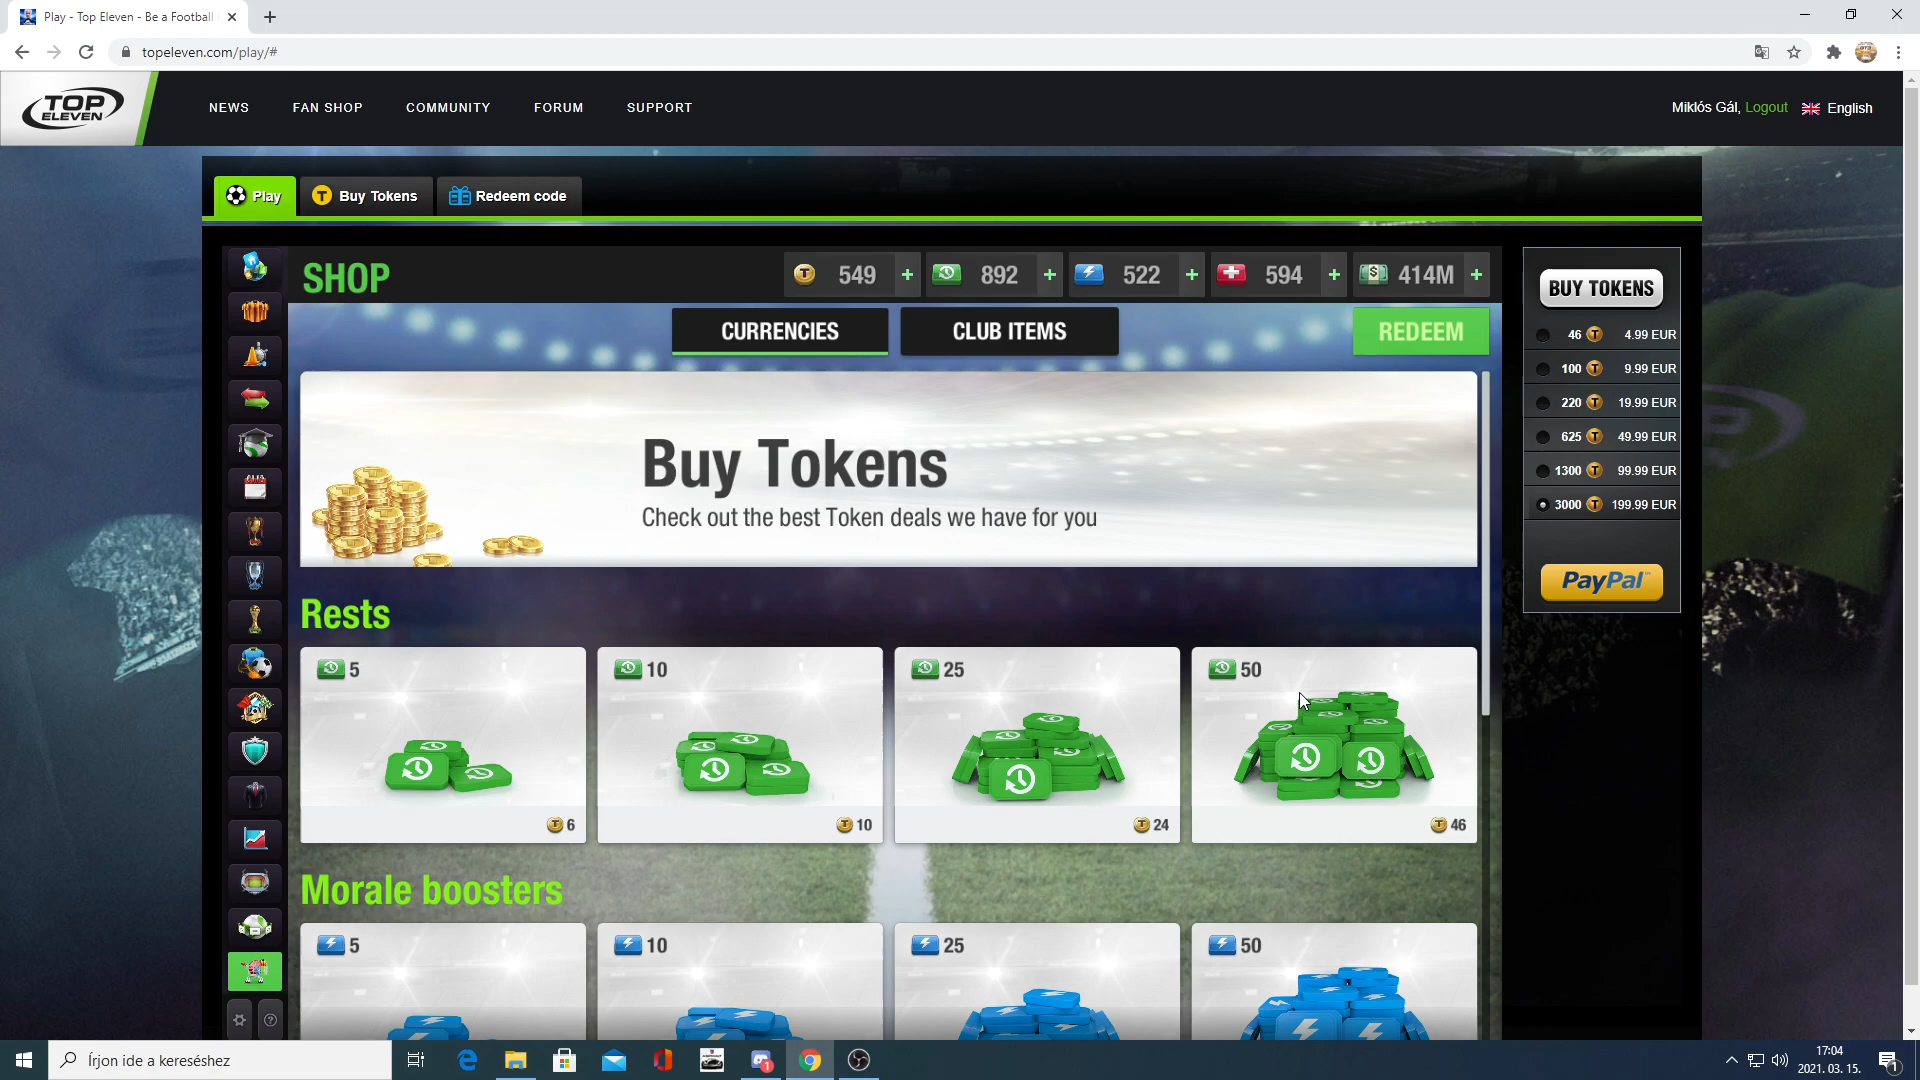 Play - Top Eleven - Be a Football
topeleven.com/play/#
TOP ELEVEN
NEWS
FAN SHOP
COMMUNITY
FORUM
SUPPORT
Miklós Gál, Logout
English
Play
Buy Tokens
Redeem code
SHOP
549 +
892 +
522 +
594 +
414M +
CURRENCIES
CLUB ITEMS
REDEEM
Buy Tokens
Check out the best Token deals we have for you
BUY TOKENS
46 T 4.99 EUR
100 T 9.99 EUR
220 T 19.99 EUR
625 T 49.99 EUR
1300 T 99.99 EUR
3000 T 199.99 EUR
PayPal
Rests
5
10
25
50
T 6
T 10
T 24
T 46
Morale boosters
5
10
25
50
Írjon ide a kereséshez
1
17:04
2021. 03. 15.
1